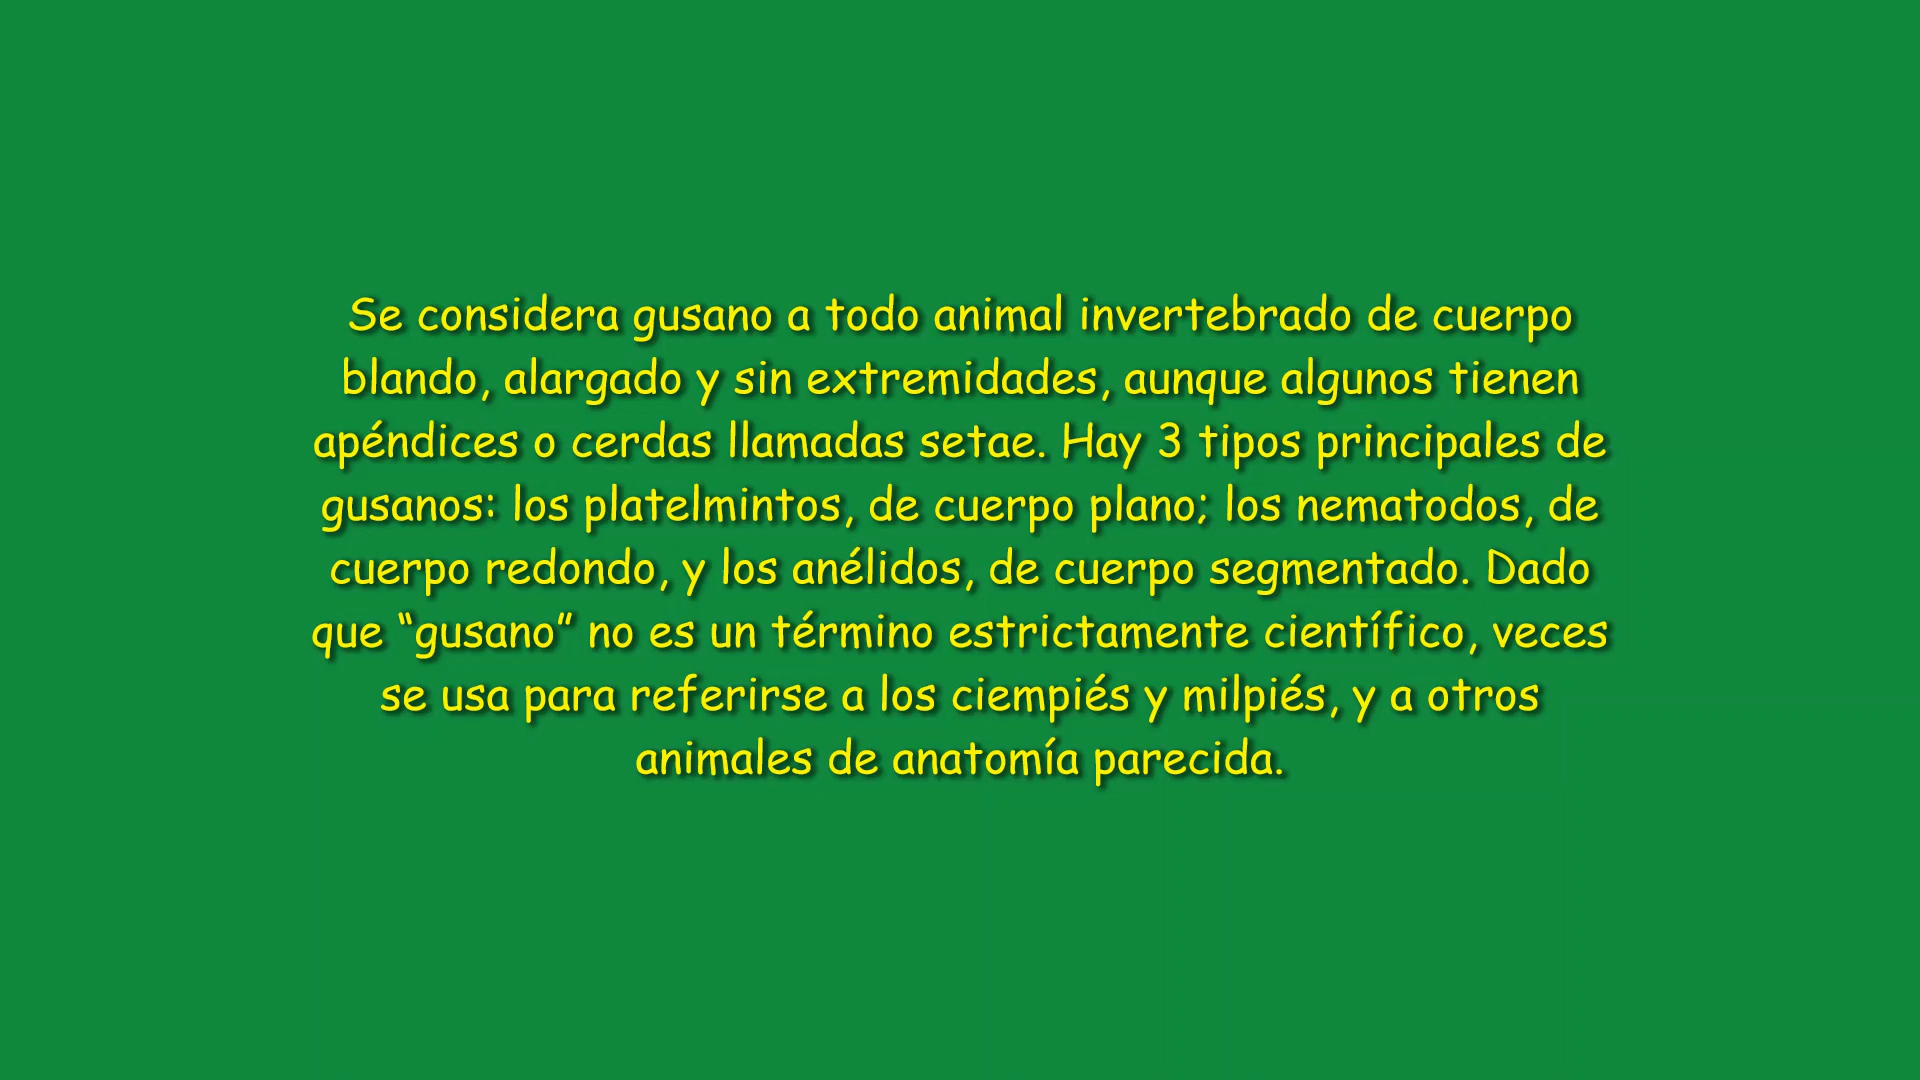 Se considera gusano a todo animal invertebrado de cuerpo
blando, alargado y sin extremidades, aunque algunos tienen
apéndices o cerdas llamadas setae. Hay 3 tipos principales de
gusanos: los platelmintos, de cuerpo plano; los nematodos, de
cuerpo redondo, y los anélidos, de cuerpo segmentado. Dado
que “gusano” no es un término estrictamente científico, veces
se usa para referirse a los ciempiés y milpiés, y a otros
animales de anatomía parecida.